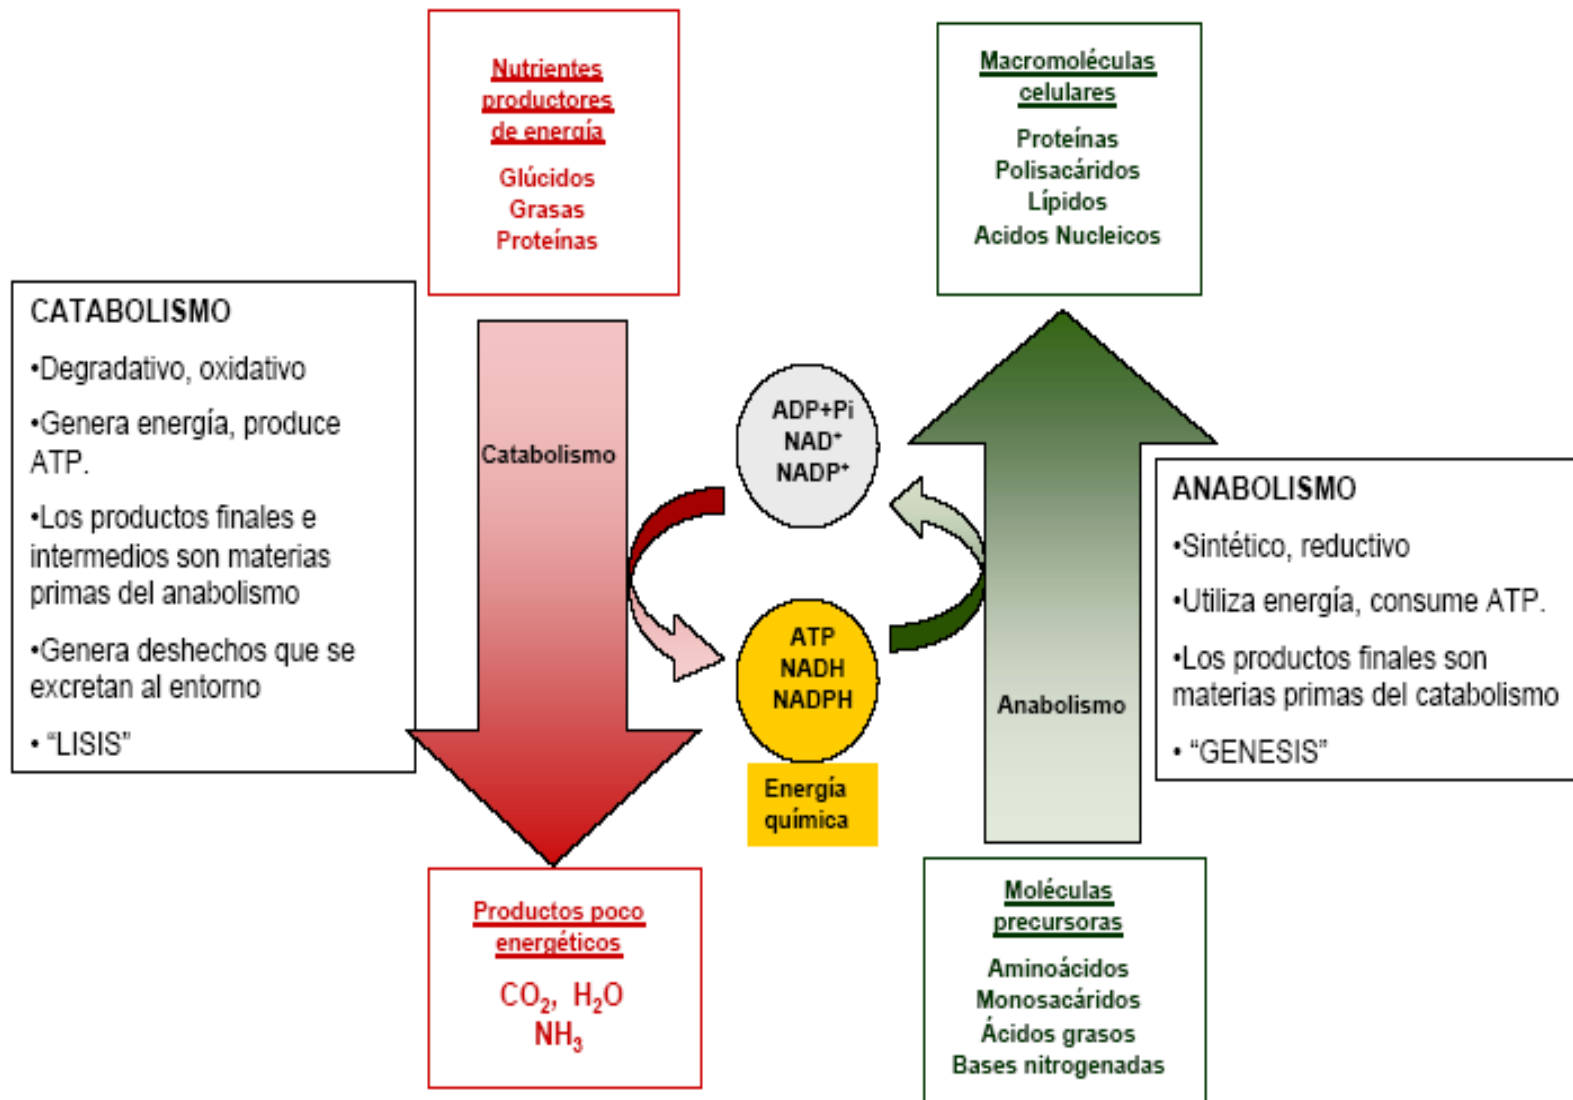 Nutrientes
productores
de energía
Glúcidos
Grasas
Proteínas
Macromoléculas
celulares
Proteínas
Polisacáridos
Lípidos
Acidos Nucleicos
CATABOLISMO
•Degradativo, oxidativo
•Genera energía, produce
ATP.
•Los productos finales e
intermedios son materias
primas del anabolismo
•Genera deshechos que se
excretan al entorno
• “LISIS”
Catabolismo
ADP+Pi
NAD⁺
NADP⁺
ATP
NADH
NADPH
Energía
química
Anabolismo
ANABOLISMO
•Sintético, reductivo
•Utiliza energía, consume ATP.
•Los productos finales son
materias primas del catabolismo
• “GENESIS”
Productos poco
energéticos
CO₂, H₂O
NH₃
Moléculas
precursoras
Aminoácidos
Monosacáridos
Ácidos grasos
Bases nitrogenadas